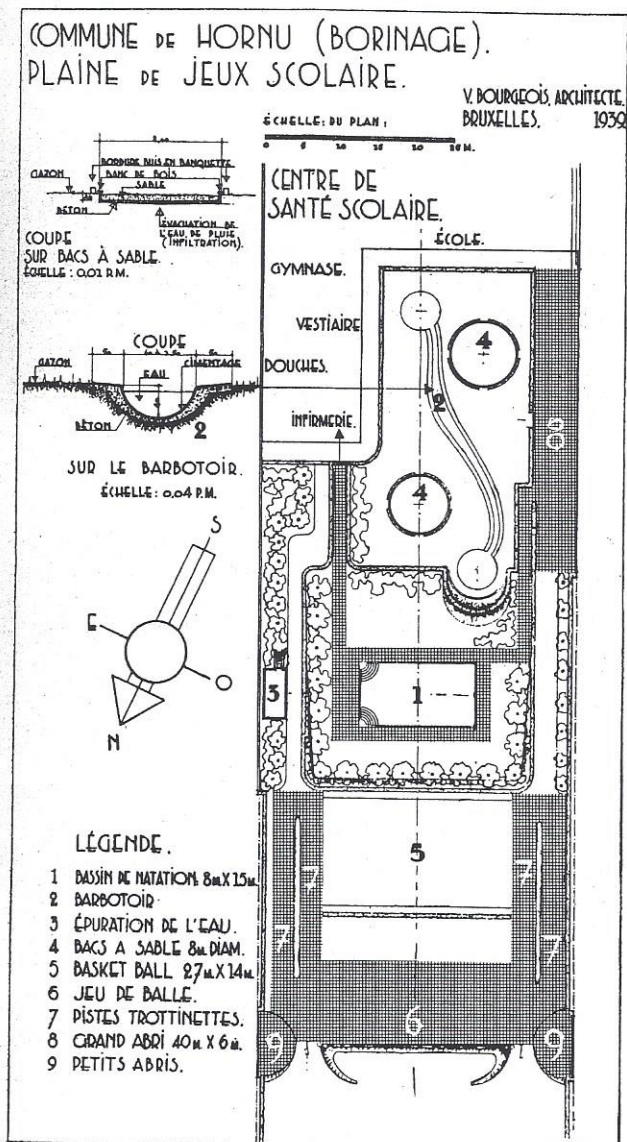 COMMUNE DE HORNU (BORINAGE).
PLAINE DE JEUX SCOLAIRE.
V. BOURGEOIS, ARCHITECTE.
BRUXELLES. 1939
ÉCHELLE: DU PLAN:
0 5 10 15 20 25 M.
BORDURE BUIS EN BANQUETTE
BANC DE BOIS
GAZON
SABLE
BÉTON
ÉVACUATION DE
L'EAU DE PLUIE
(INFILTRATION).
COUPE
SUR BACS À SABLE.
ÉCHELLE: 0,02 P.M.
CENTRE DE
SANTÉ SCOLAIRE.
ÉCOLE.
GYMNASE.
VESTIAIRE
DOUCHES.
INFIRMERIE.
COUPE
GAZON
CIMENTAGE
EAU
BÉTON
2
SUR LE BARBOTOIR.
ÉCHELLE: 0,04 P.M.
4
2
8
4
S
E
O
N
3
1
5
7
7
7
7
6
9
9
LÉGENDE.
1 BASSIN DE NATATION. 8M X 15M
2 BARBOTOIR
3 ÉPURATION DE L'EAU.
4 BACS A SABLE 8M DIAM.
5 BASKET BALL 27M X 14M
6 JEU DE BALLE.
7 PISTES TROTTINETTES.
8 GRAND ABRI 40M X 6M.
9 PETITS ABRIS.